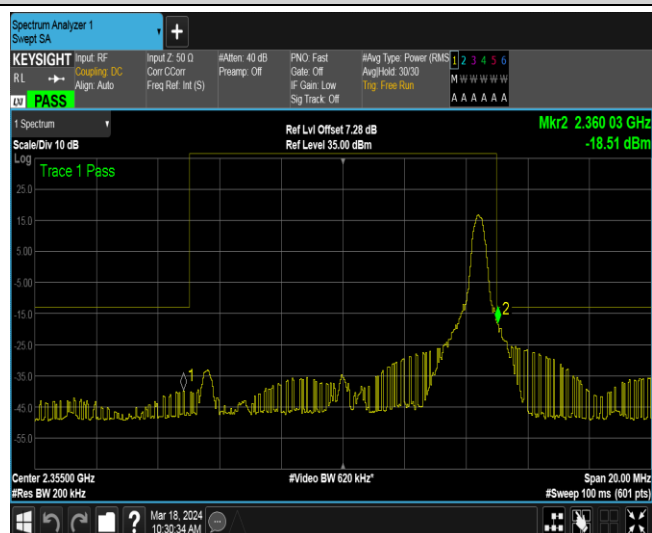 Spectrum Analyzer 1
Swept SA
+
KEYSIGHT Input: RF Input Z: 50 Ω #Atten: 40 dB PNO: Fast #Avg Type: Power (RMS 1 2 3 4 5 6
RL Coupling: DC Corr CCorr Preamp: Off Gate: Off Avg|Hold: 30/30 M W W W W W
Align: Auto Freq Ref: Int (S) IF Gain: Low Trig: Free Run
LXI PASS Sig Track: Off A A A A A A
1 Spectrum Ref Lvl Offset 7.28 dB Mkr2 2.360 03 GHz
Scale/Div 10 dB Ref Level 35.00 dBm -18.51 dBm
Log
Trace 1 Pass
25.0
15.0
5.00
-5.00
-15.0
2
-25.0
-35.0
1
-45.0
-55.0
Center 2.35500 GHz #Video BW 620 kHz* Span 20.00 MHz
#Res BW 200 kHz #Sweep 100 ms (601 pts)
? Mar 18, 2024
10:30:34 AM